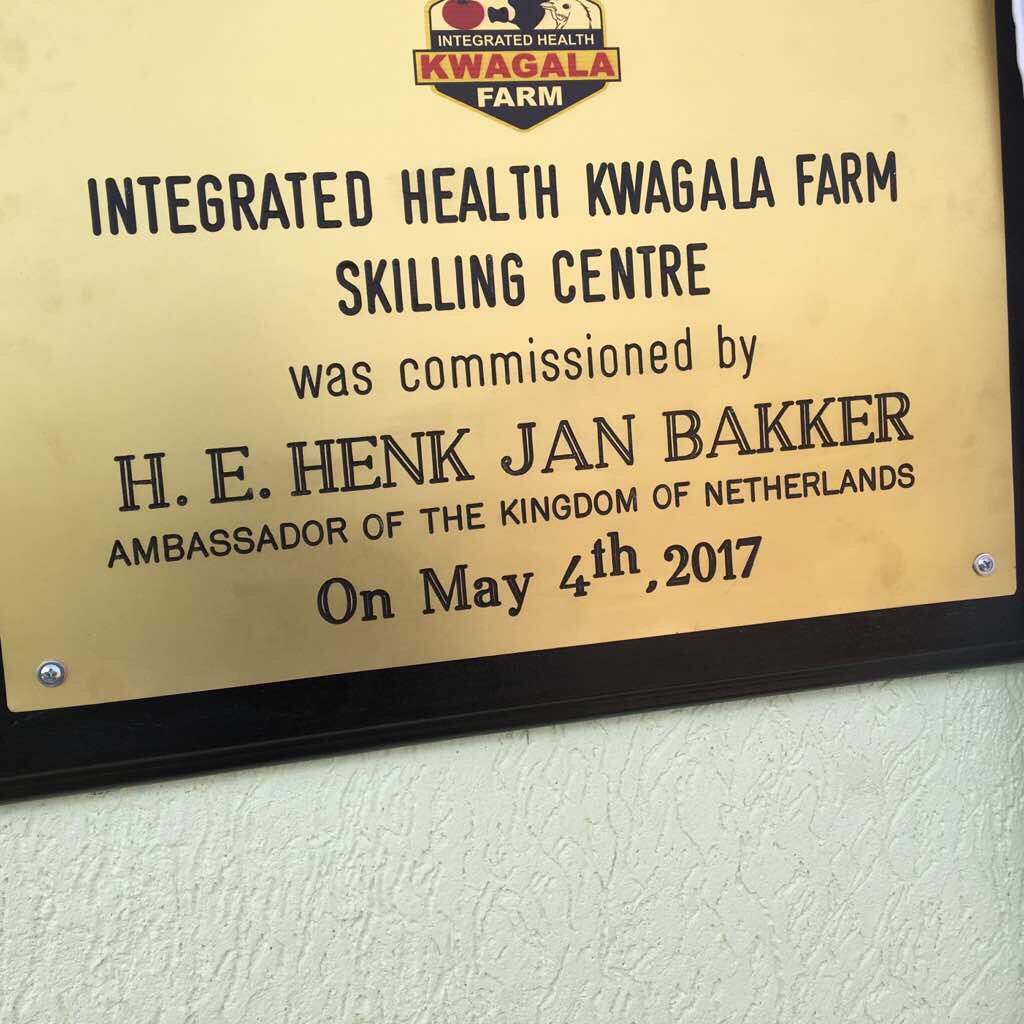 INTEGRATED HEALTH
KWAGALA
FARM
INTEGRATED HEALTH KWAGALA FARM
SKILLING CENTRE
was commissioned by
H. E. HENK JAN BAKKER
AMBASSADOR OF THE KINGDOM OF NETHERLANDS
On May 4th, 2017